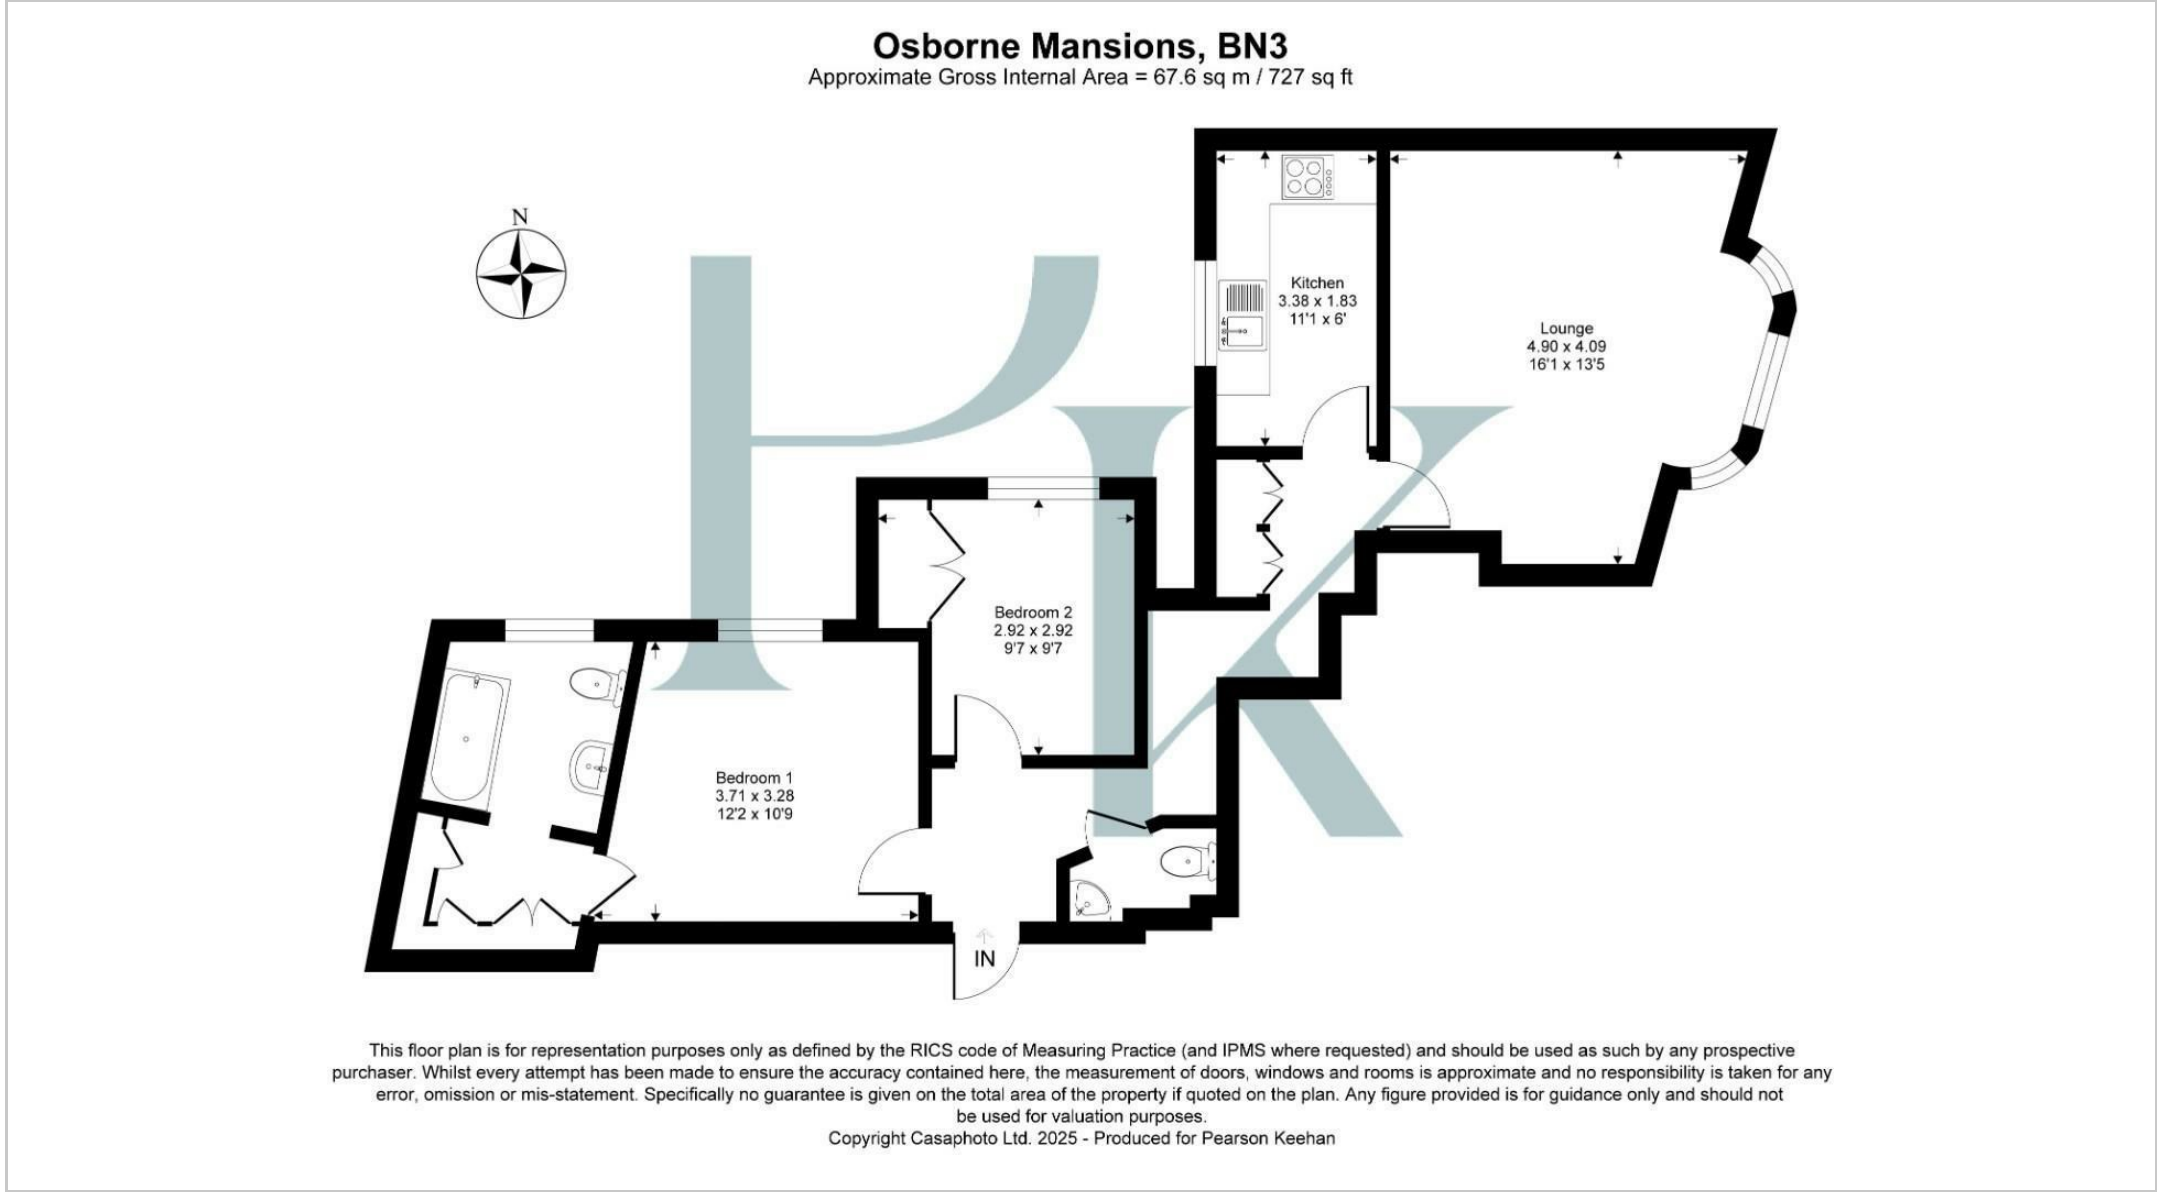 Osborne Mansions, BN3
Approximate Gross Internal Area = 67.6 sq m / 727 sq ft
N
Kitchen
3.38 x 1.83
11'1 x 6'
Lounge
4.90 x 4.09
16'1 x 13'5
Bedroom 2
2.92 x 2.92
9'7 x 9'7
Bedroom 1
3.71 x 3.28
12'2 x 10'9
IN
PK
This floor plan is for representation purposes only as defined by the RICS code of Measuring Practice (and IPMS where requested) and should be used as such by any prospective
purchaser. Whilst every attempt has been made to ensure the accuracy contained here, the measurement of doors, windows and rooms is approximate and no responsibility is taken for any
error, omission or mis-statement. Specifically no guarantee is given on the total area of the property if quoted on the plan. Any figure provided is for guidance only and should not
be used for valuation purposes.
Copyright Casaphoto Ltd. 2025 - Produced for Pearson Keehan